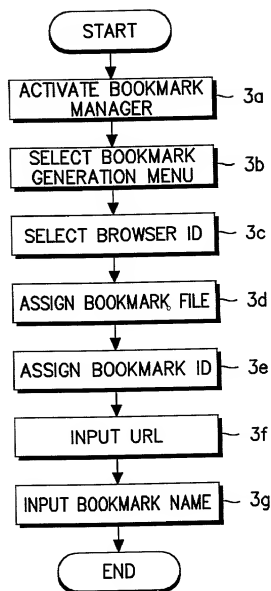 START
ACTIVATE BOOKMARK
MANAGER
3a
SELECT BOOKMARK
GENERATION MENU
3b
SELECT BROWSER ID
3c
ASSIGN BOOKMARK FILE
3d
ASSIGN BOOKMARK ID
3e
INPUT URL
3f
INPUT BOOKMARK NAME
3g
END